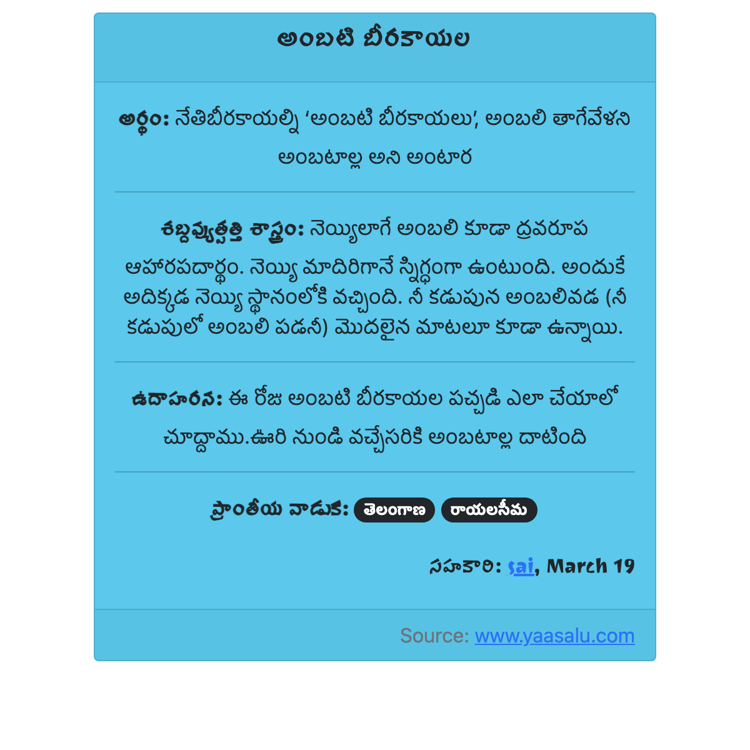 అంబటి బీరకాయల
అర్థం: నేతిబీరకాయల్ని ‘అంబటి బీరకాయలు’, అంబలి తాగేవేళని
అంబటాల్ల అని అంటార
శబ్దవ్యుత్పత్తి శాస్త్రం: నెయ్యిలాగే అంబలి కూడా ద్రవరూప
ఆహారపదార్థం. నెయ్యి మాదిరిగానే స్నిగ్ధంగా ఉంటుంది. అందుకే
అదిక్కడ నెయ్యి స్థానంలోకి వచ్చింది. నీ కడుపున అంబలివడ (నీ
కడుపులో అంబలి పడనీ) మొదలైన మాటలూ కూడా ఉన్నాయి.
ఉదాహరన: ఈ రోజు అంబటి బీరకాయల పచ్చడి ఎలా చేయాలో
చూద్దాము.ఊరి నుండి వచ్చేసరికి అంబటాల్ల దాటింది
ప్రాంతీయ వాడుక: తెలంగాణ రాయలసీమ
సహకారి: sai, March 19
Source: www.yaasalu.com